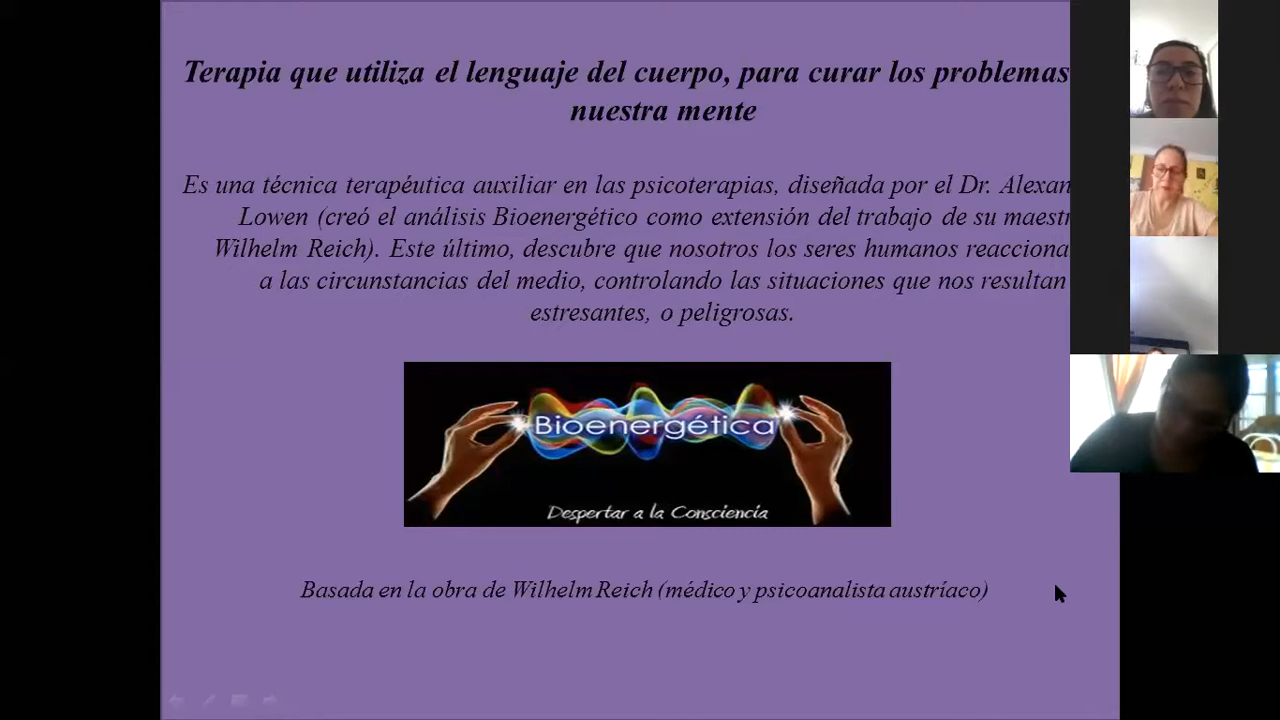 Terapia que utiliza el lenguaje del cuerpo, para curar los problemas
nuestra mente
Es una técnica terapéutica auxiliar en las psicoterapias, diseñada por el Dr. Alexan
Lowen (creó el análisis Bioenergético como extensión del trabajo de su maestr
Wilhelm Reich). Este último, descubre que nosotros los seres humanos reacciona
a las circunstancias del medio, controlando las situaciones que nos resultan
estresantes, o peligrosas.
Bioenergética
Despertar a la Consciencia
Basada en la obra de Wilhelm Reich (médico y psicoanalista austríaco)